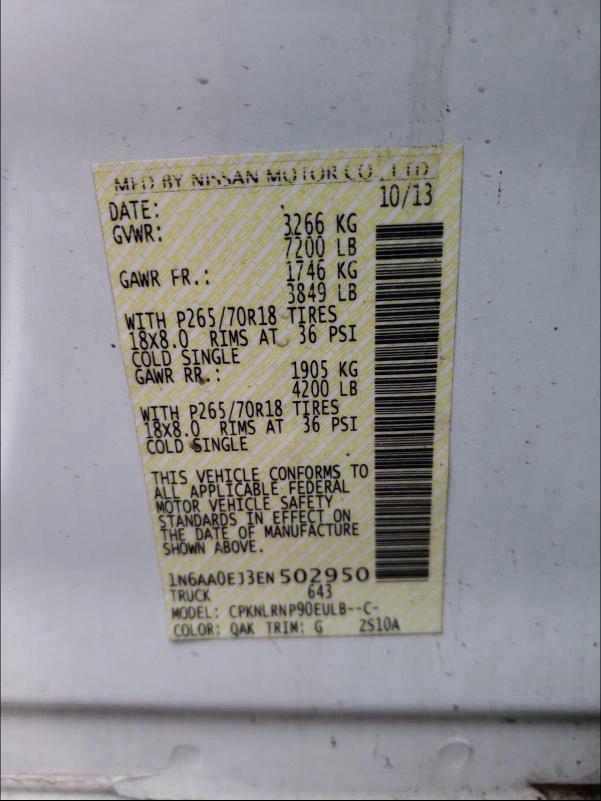 MFD BY NISSAN MOTOR CO., LTD
DATE: 10/13
GVWR: 3266 KG
7200 LB
GAWR FR.: 1746 KG
3849 LB
WITH P265/70R18 TIRES
18X8.0 RIMS AT 36 PSI
COLD SINGLE
GAWR RR.: 1905 KG
4200 LB
WITH P265/70R18 TIRES
18X8.0 RIMS AT 36 PSI
COLD SINGLE
THIS VEHICLE CONFORMS TO
ALL APPLICABLE FEDERAL
MOTOR VEHICLE SAFETY
STANDARDS IN EFFECT ON
THE DATE OF MANUFACTURE
SHOWN ABOVE.
1N6AA0EJ3EN502950
TRUCK 643
MODEL: CPKNLRNP90EULB--C-
COLOR: QAK TRIM: G 2S10A